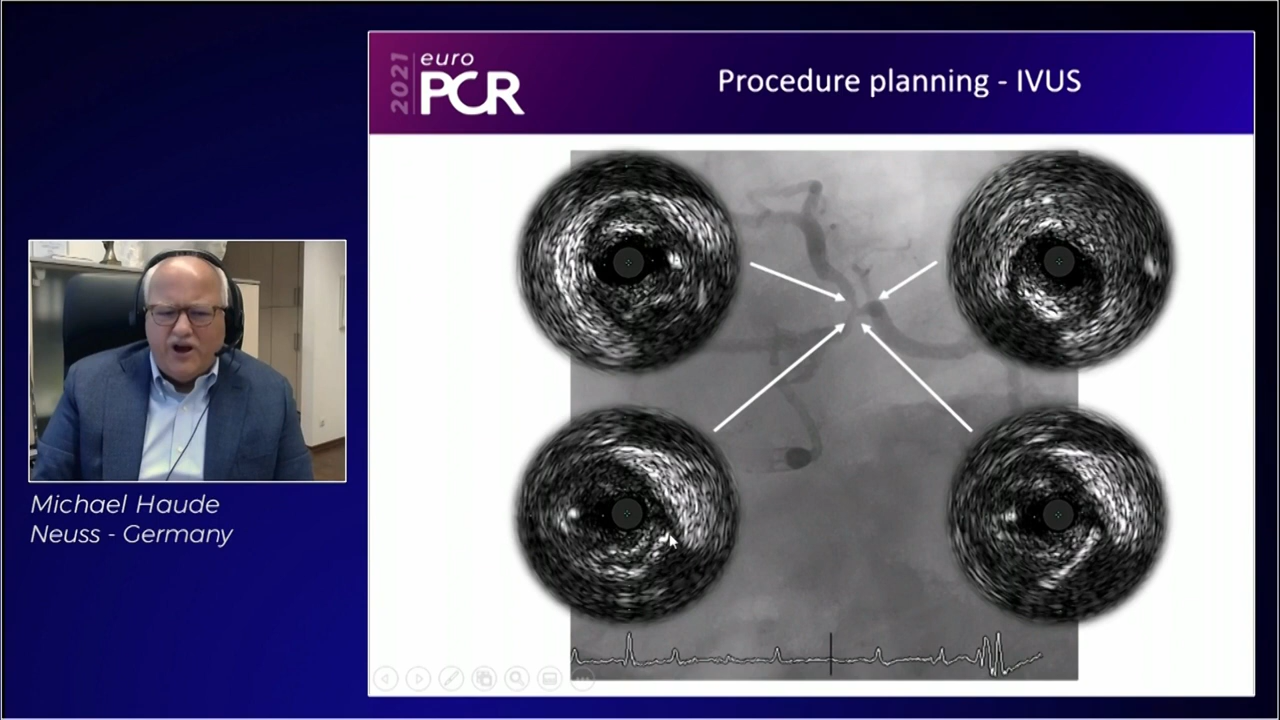 2021
euro
PCR
Procedure planning - IVUS
Michael Haude
Neuss - Germany